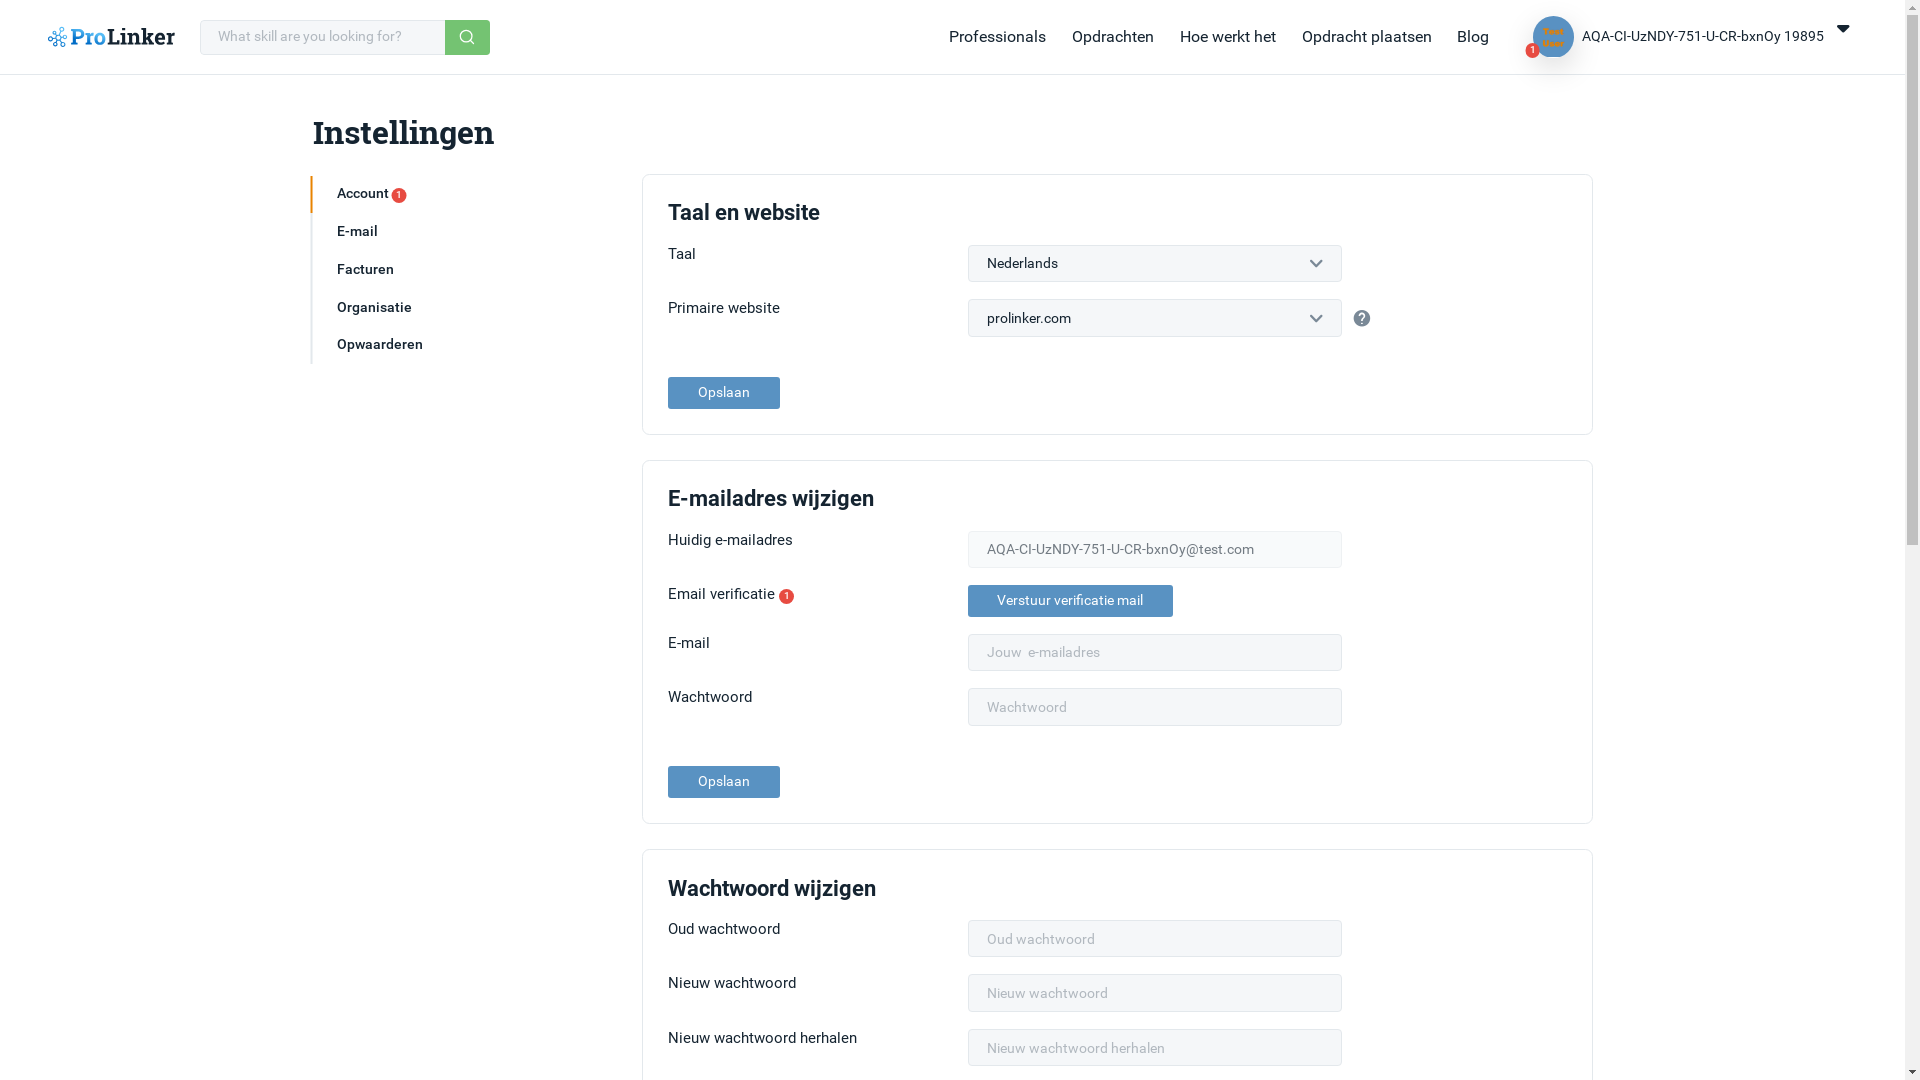 ProLinker
What skill are you looking for?
Professionals
Opdrachten
Hoe werkt het
Opdracht plaatsen
Blog
Test
User
1
AQA-CI-UzNDY-751-U-CR-bxnOy 19895
Instellingen
Account 1
E-mail
Facturen
Organisatie
Opwaarderen
Taal en website
Taal
Nederlands
Primaire website
prolinker.com
?
Opslaan
E-mailadres wijzigen
Huidig e-mailadres
AQA-CI-UzNDY-751-U-CR-bxnOy@test.com
Email verificatie 1
Verstuur verificatie mail
E-mail
Jouw e-mailadres
Wachtwoord
Wachtwoord
Opslaan
Wachtwoord wijzigen
Oud wachtwoord
Oud wachtwoord
Nieuw wachtwoord
Nieuw wachtwoord
Nieuw wachtwoord herhalen
Nieuw wachtwoord herhalen